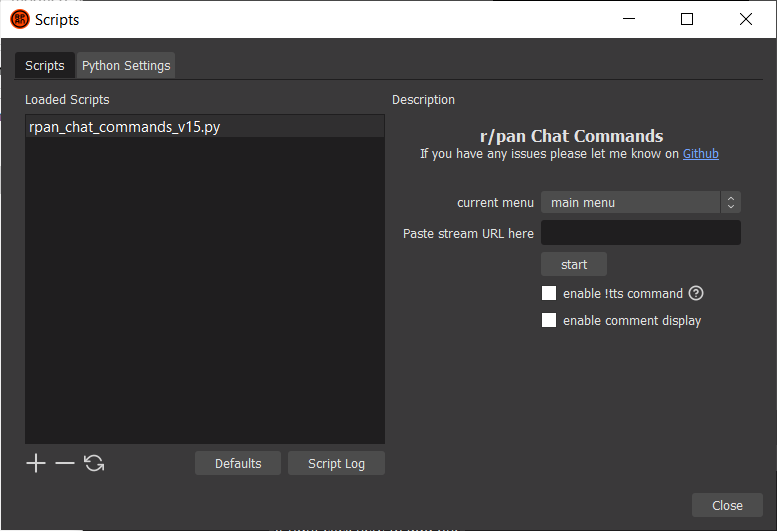 Scripts
Scripts
Python Settings
Loaded Scripts
rpan_chat_commands_v15.py
Defaults
Script Log
Description
r/pan Chat Commands
If you have any issues please let me know on Github
current menu
main menu
Paste stream URL here
start
enable !tts command
enable comment display
Close